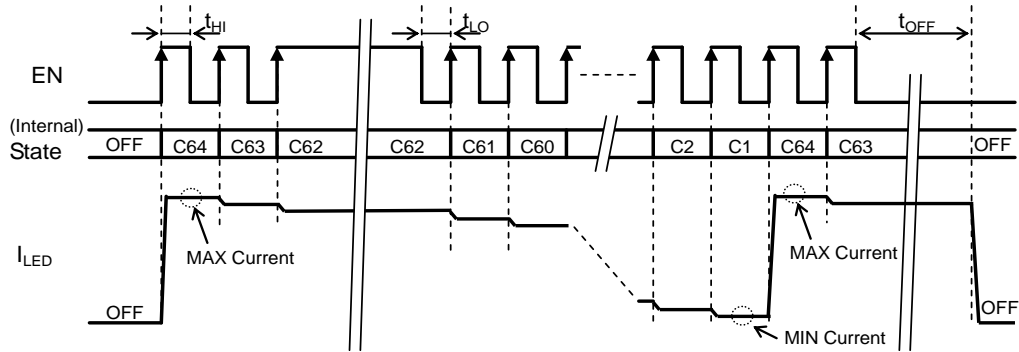 tHI
tLO
tOFF
EN
(Internal)
State
OFF C64 C63 C62 C62 C61 C60 C2 C1 C64 C63 OFF
MAX Current
MAX Current
ILED
OFF
OFF
MIN Current